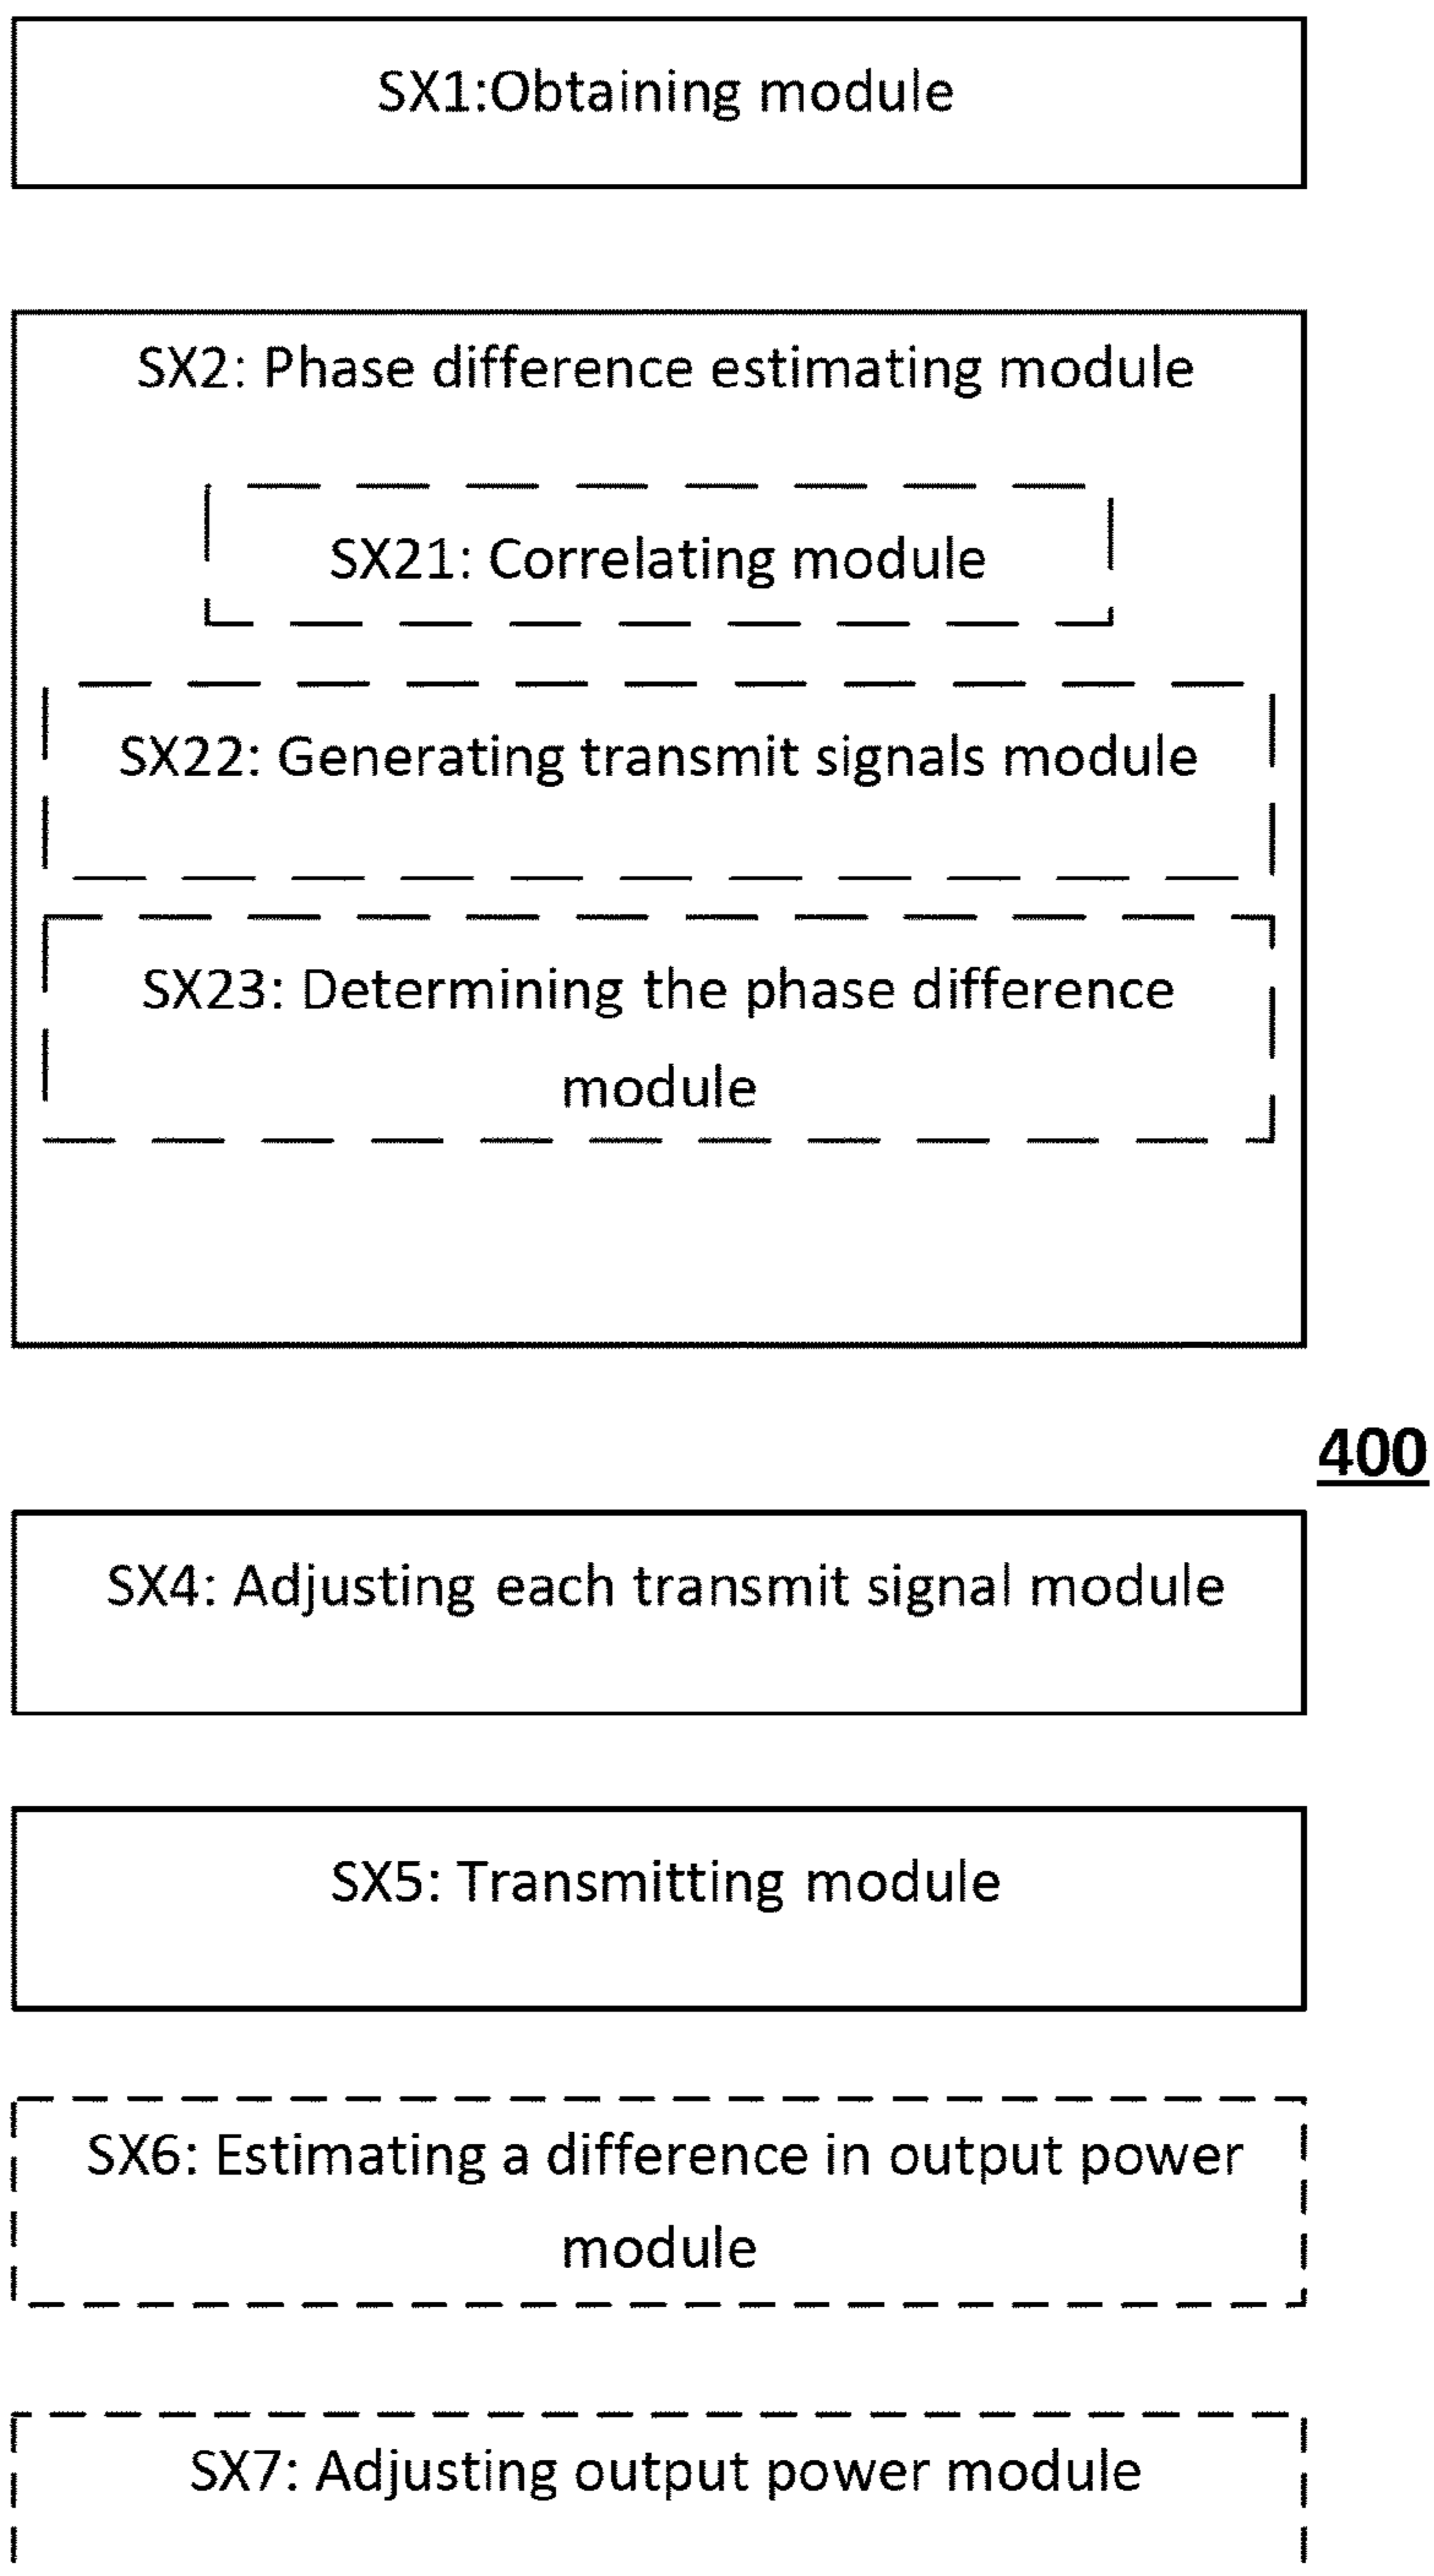 SX1:Obtaining module
SX2: Phase difference estimating module
SX21: Correlating module
SX22: Generating transmit signals module
SX23: Determining the phase difference
module
400
SX4: Adjusting each transmit signal module
SX5: Transmitting module
SX6: Estimating a difference in output power
module
SX7: Adjusting output power module